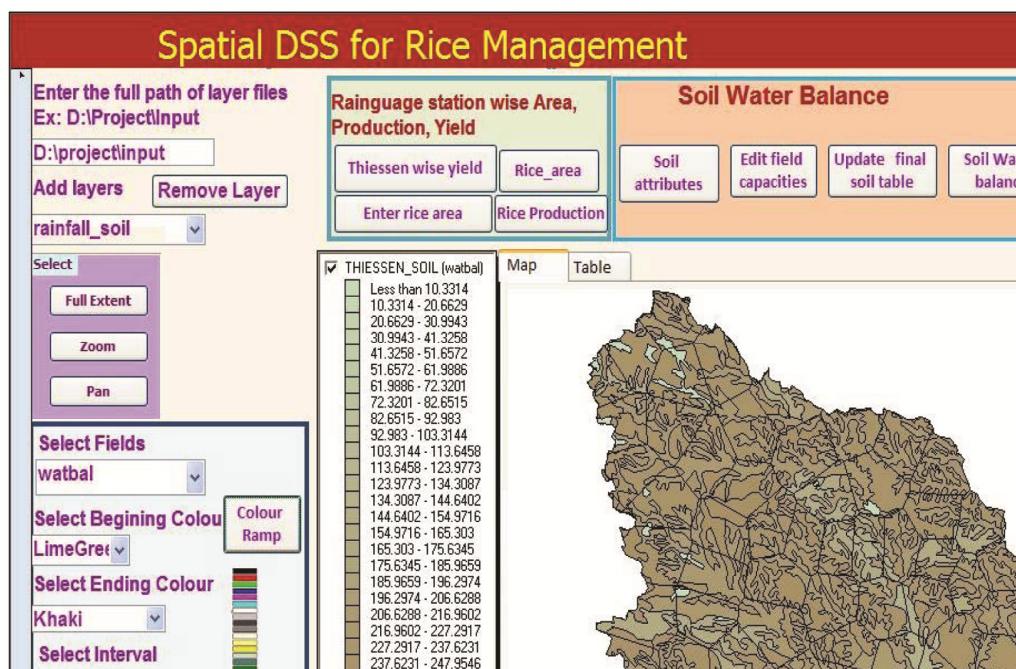 Spatial DSS for Rice Management
Enter the full path of layer files
Ex: D:\Project\Input
D:\project\input
Add layers
Remove Layer
rainfall_soil
Select
Full Extent
Zoom
Pan
Select Fields
watbal
Select Begining Colou
Colour
Ramp
LimeGree
Select Ending Colour
Khaki
Select Interval
Rainguage station wise Area,
Production, Yield
Thiessen wise yield
Rice_area
Enter rice area
Rice Production
Soil Water Balance
Soil
attributes
Edit field
capacities
Update final
soil table
Soil Wa
balanc
THIESSEN_SOIL (watbal)
Less than 10.3314
10.3314 - 20.6629
20.6629 - 30.9943
30.9943 - 41.3258
41.3258 - 51.6572
51.6572 - 61.9886
61.9886 - 72.3201
72.3201 - 82.6515
82.6515 - 92.983
92.983 - 103.3144
103.3144 - 113.6458
113.6458 - 123.9773
123.9773 - 134.3087
134.3087 - 144.6402
144.6402 - 154.9716
154.9716 - 165.303
165.303 - 175.6345
175.6345 - 185.9659
185.9659 - 196.2974
196.2974 - 206.6288
206.6288 - 216.9602
216.9602 - 227.2917
227.2917 - 237.6231
237.6231 - 247.9546
Map
Table